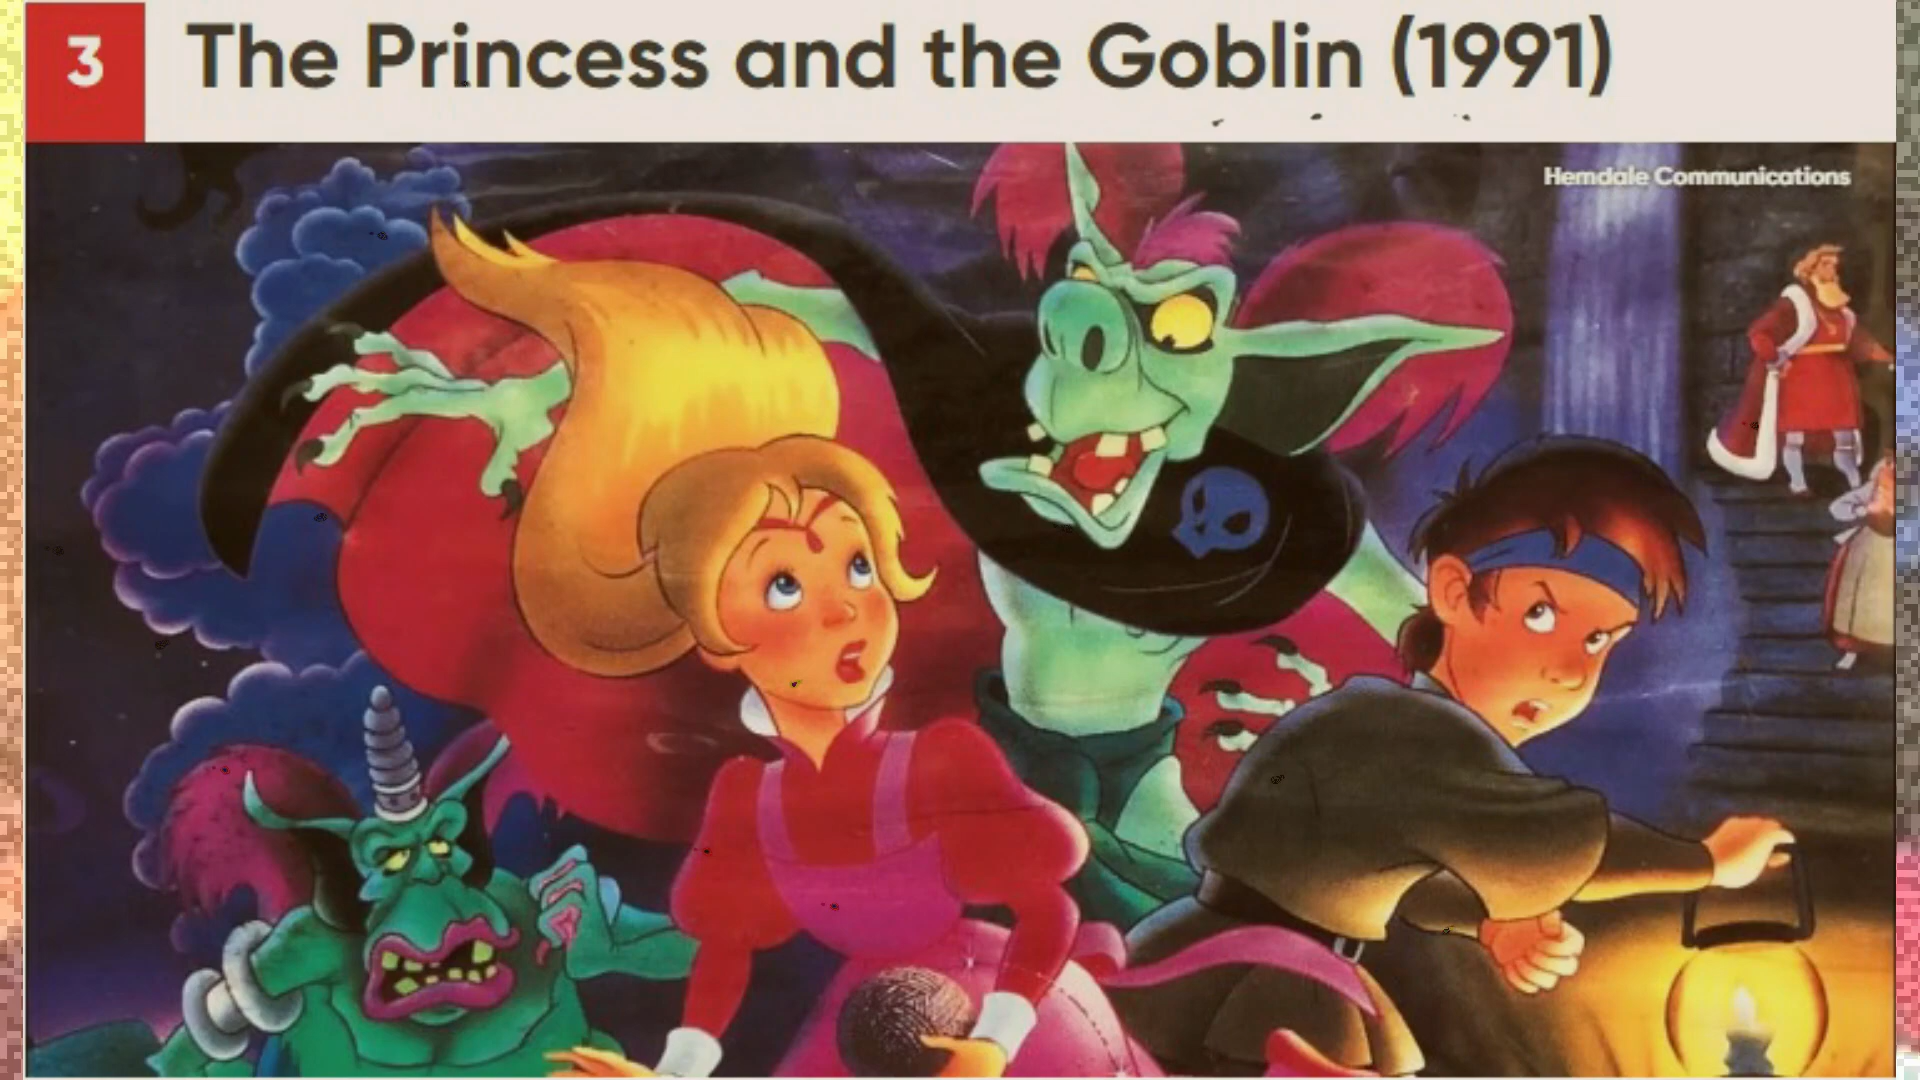 3
The Princess and the Goblin (1991)
Hemdale Communications